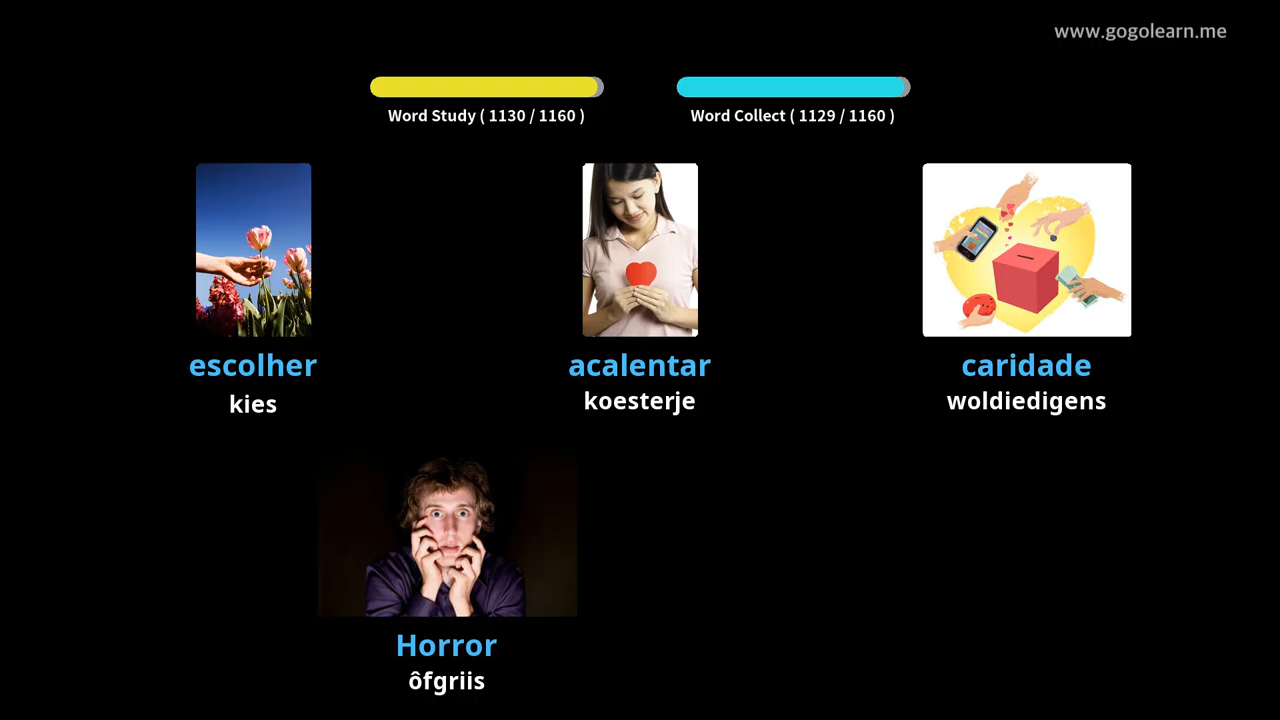 www.gogolearn.me
Word Study ( 1130 / 1160 )
Word Collect ( 1129 / 1160 )
escolher
kies
acalentar
koesterje
caridade
woldiedigens
Horror
ôfgriis